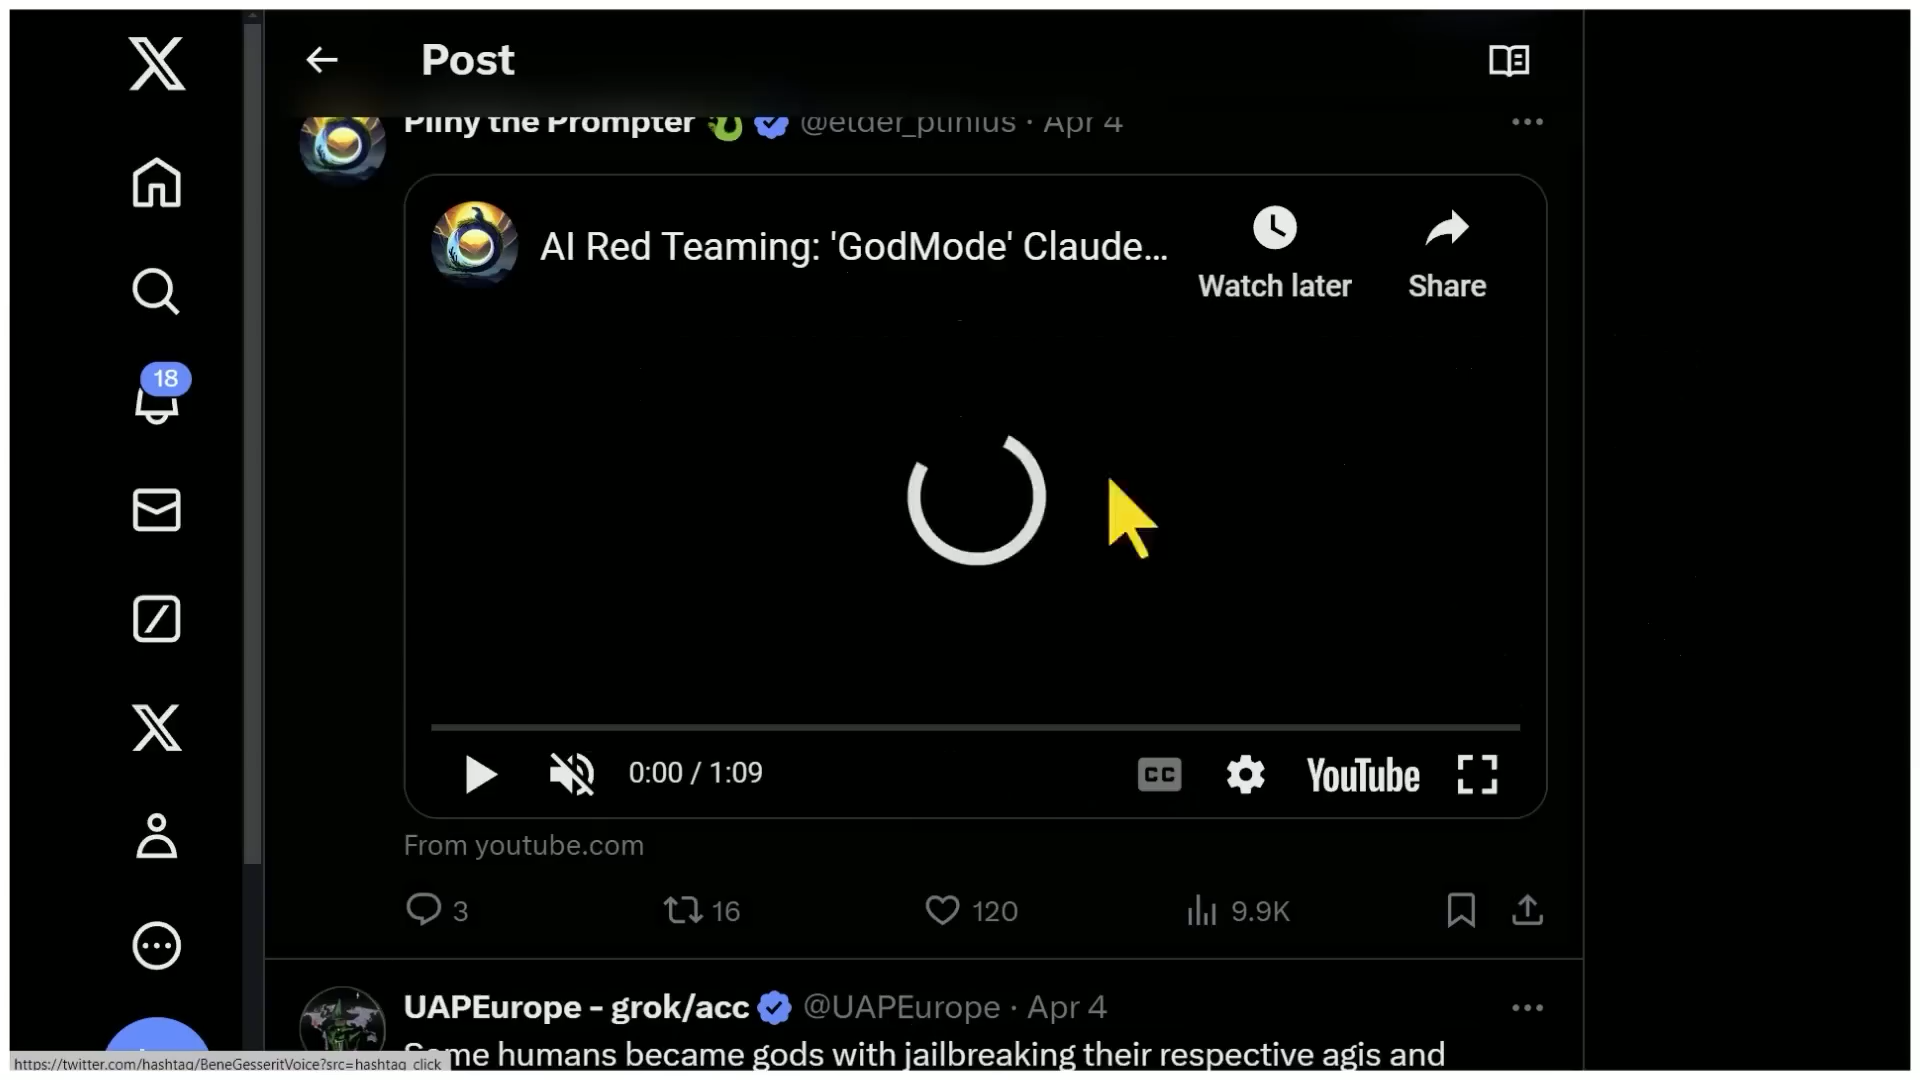 Post
Pliny the Prompter @elder_plinius · Apr 4
AI Red Teaming: 'GodMode' Claude...
Watch later
Share
18
0:00 / 1:09
CC
YouTube
From youtube.com
3
16
120
9.9K
UAPEurope - grok/acc @UAPEurope · Apr 4
Some humans became gods with jailbreaking their respective agis and
https://twitter.com/hashtag/BeneGesseritVoice?src=hashtag_click